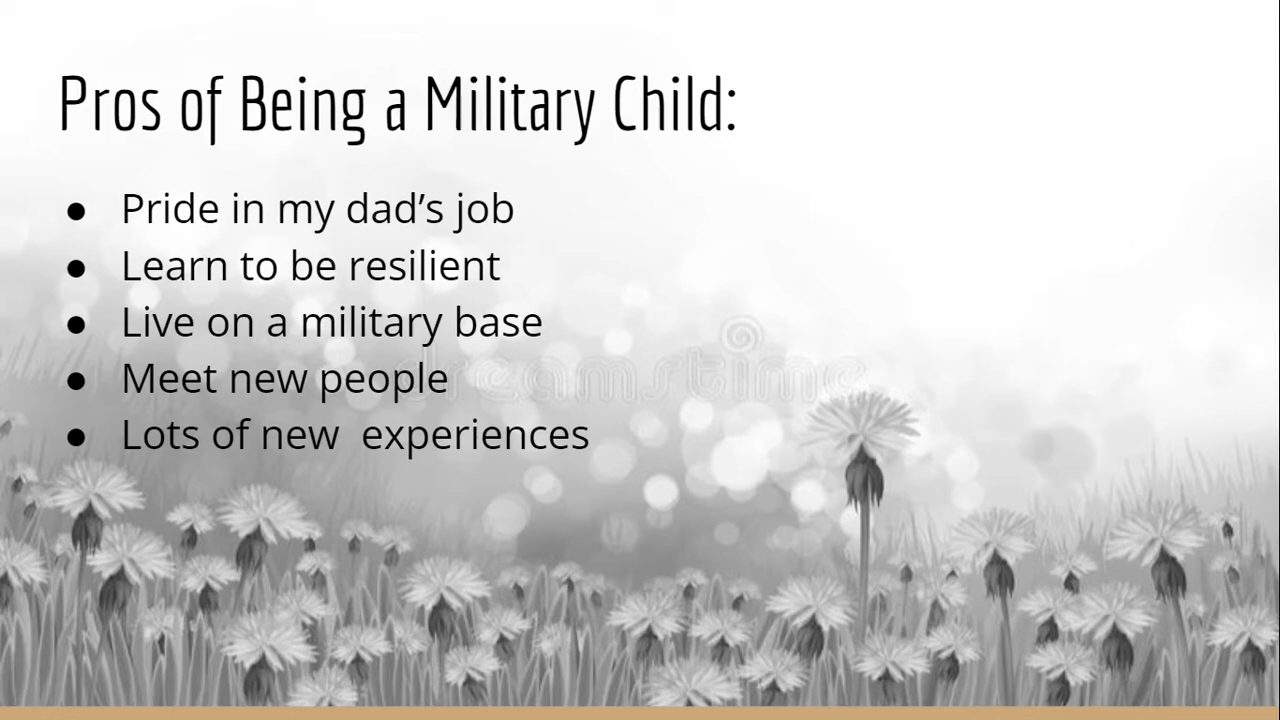 Pros of Being a Military Child:
● Pride in my dad’s job
● Learn to be resilient
● Live on a military base
dreamstime
● Meet new people
● Lots of new  experiences